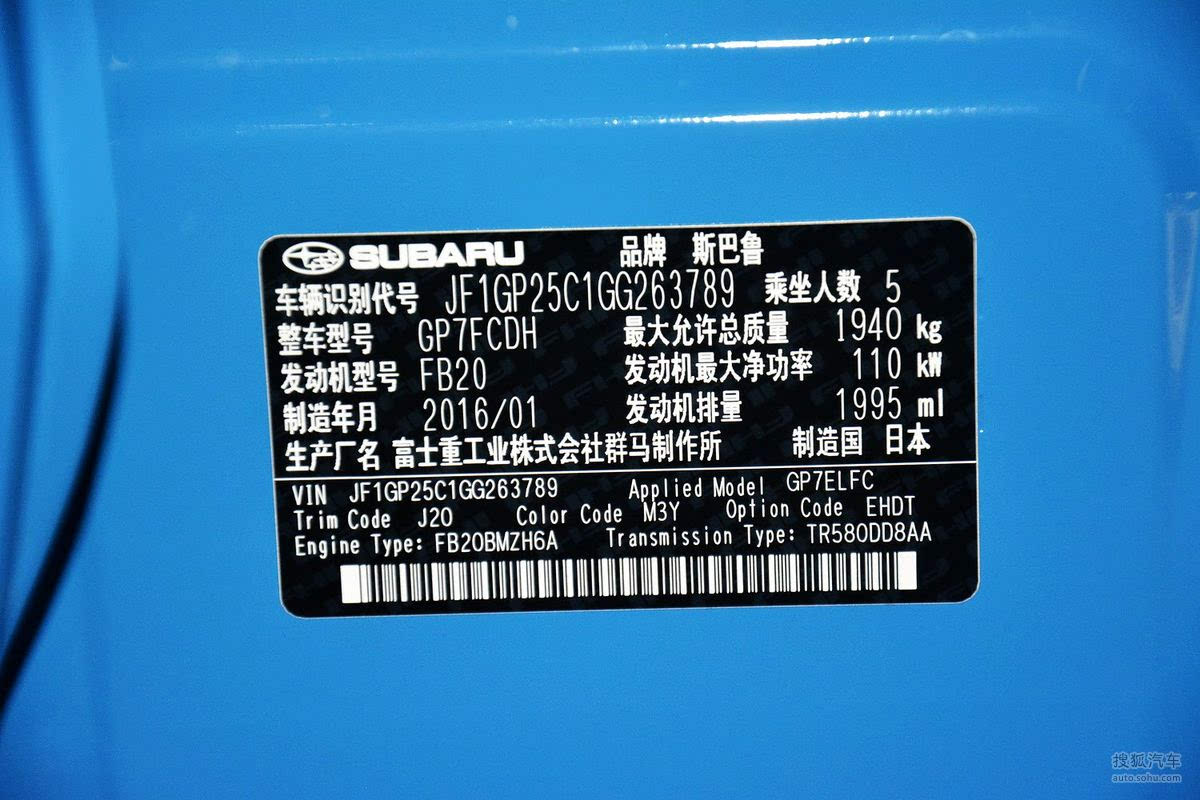 SUBARU 品牌 斯巴鲁
车辆识别代号 JF1GP25C1GG263789 乘坐人数 5
整车型号 GP7FCDH 最大允许总质量 1940 kg
发动机型号 FB20 发动机最大净功率 110 kW
制造年月 2016/01 发动机排量 1995 ml
生产厂名 富士重工业株式会社群马制作所 制造国 日本
VIN JF1GP25C1GG263789 Applied Model GP7ELFC
Trim Code J20 Color Code M3Y Option Code EHDT
Engine Type: FB20BMZH6A Transmission Type: TR580DD8AA
搜狐汽车
auto.sohu.com